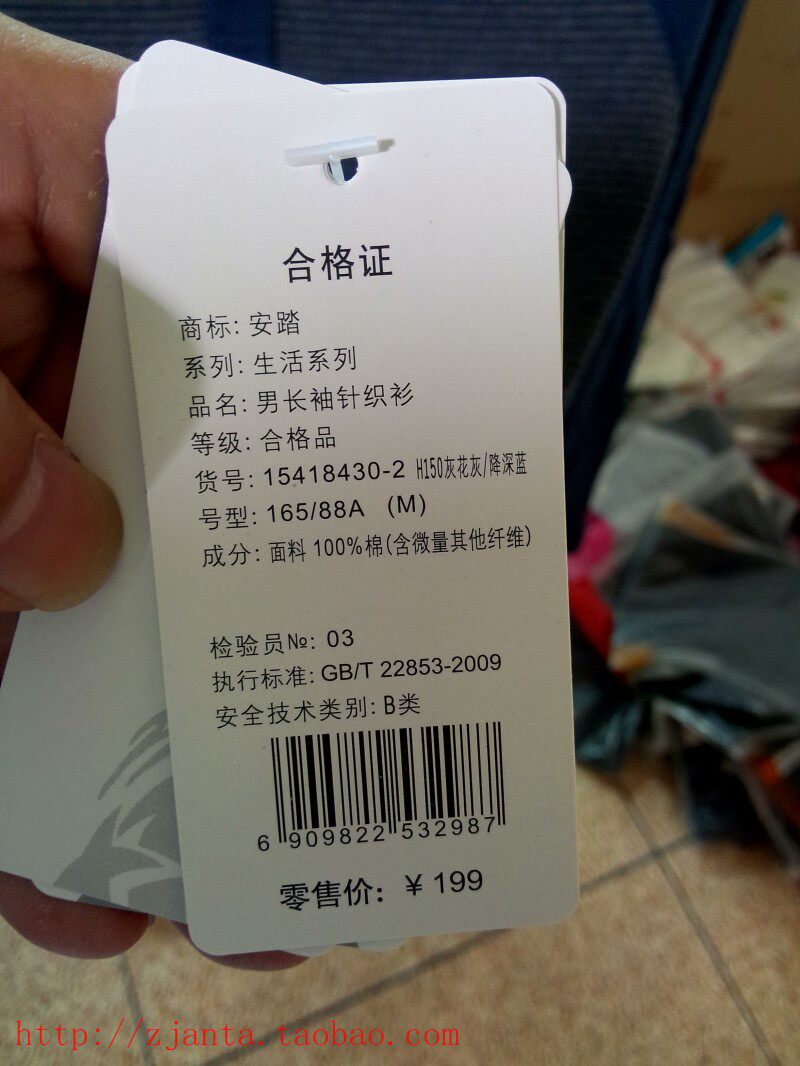 合格证
商标: 安踏
系列: 生活系列
品名: 男长袖针织衫
等级: 合格品
货号: 15418430-2 H150灰花灰/降深蓝
号型: 165/88A (M)
成分: 面料 100%棉(含微量其他纤维)
检验员№: 03
执行标准: GB/T 22853-2009
安全技术类别: B类
6 909822 532987
零售价: ¥ 199
http://zjanta.taobao.com